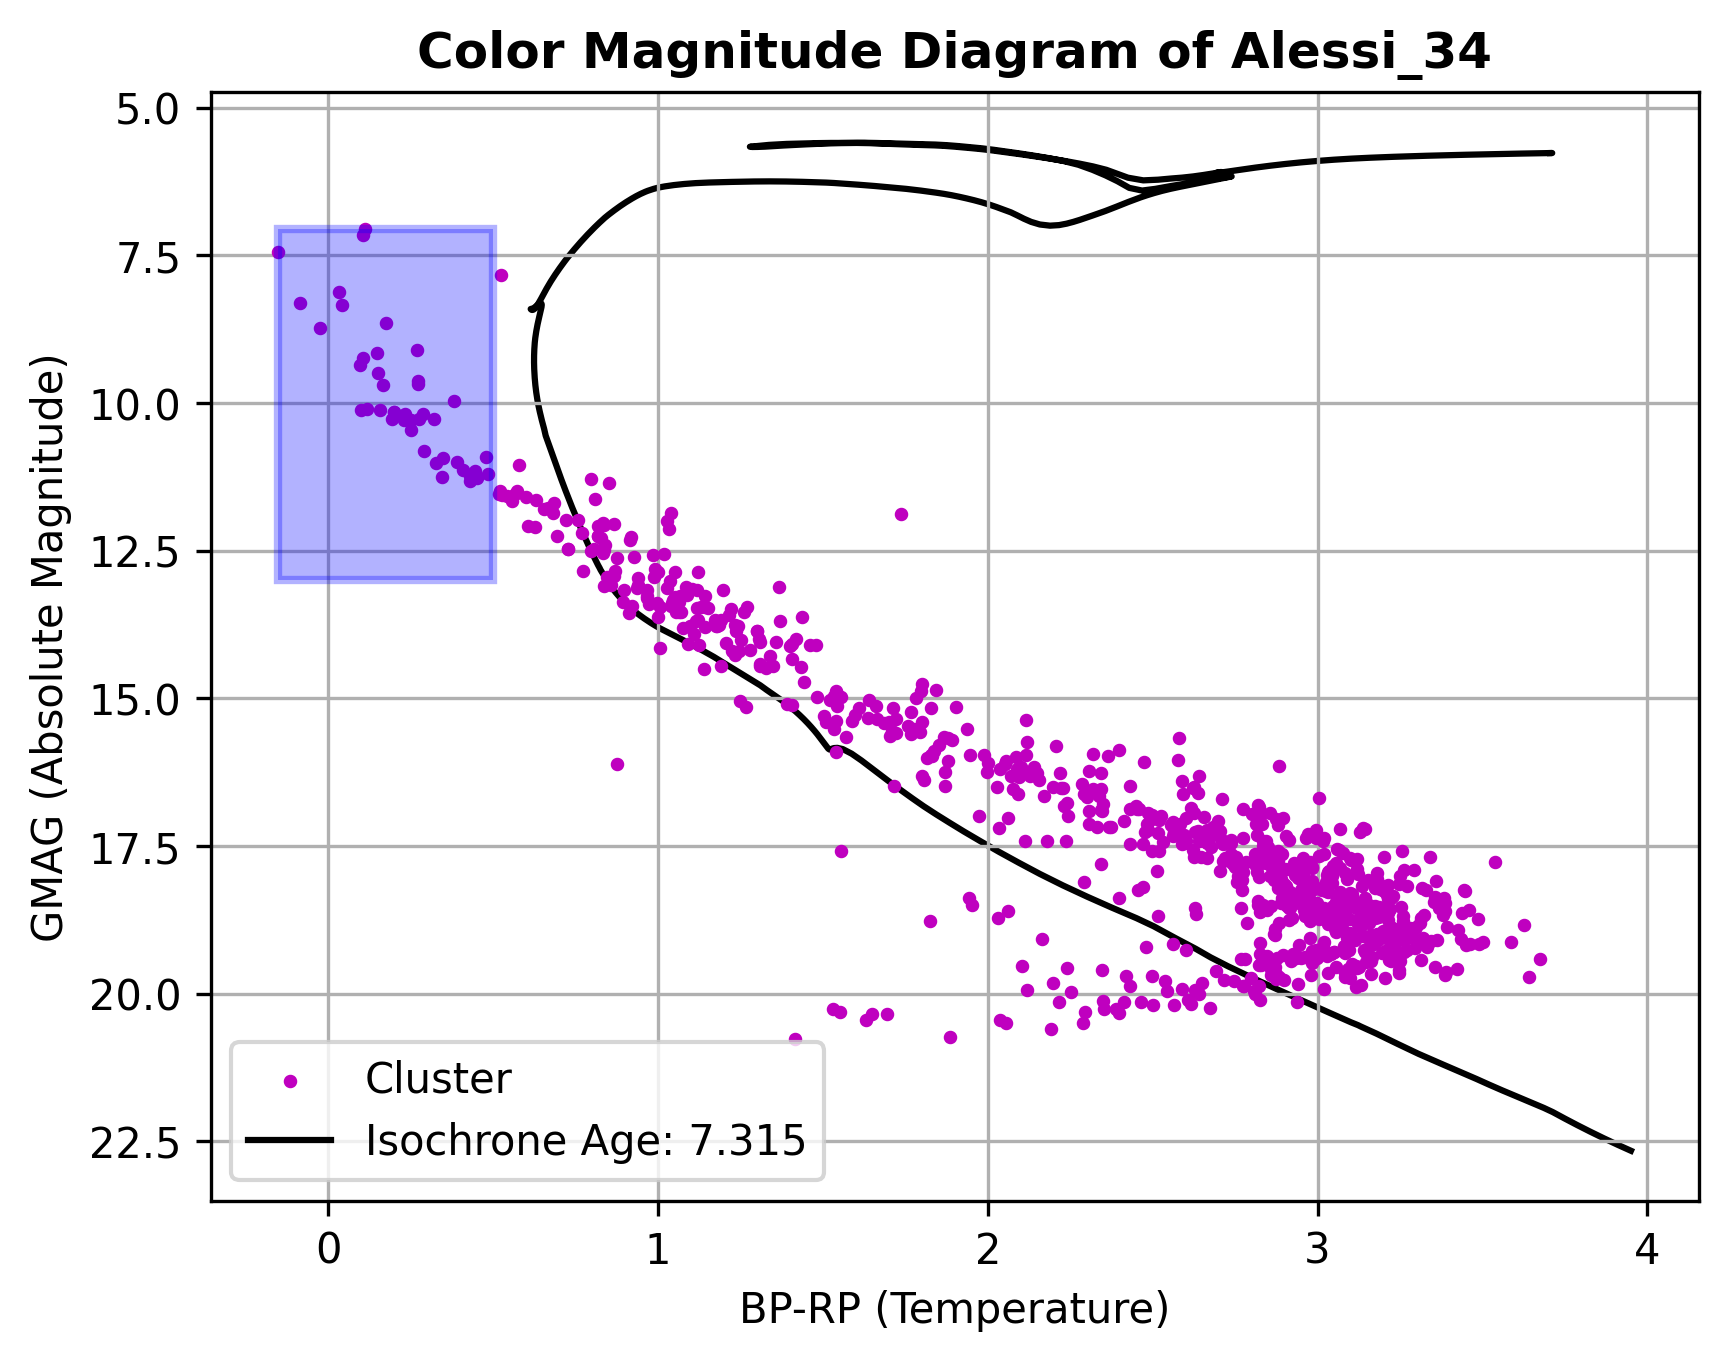 Color Magnitude Diagram of Alessi_34
GMAG (Absolute Magnitude)
5.0
7.5
10.0
12.5
15.0
17.5
20.0
22.5
Cluster
Isochrone Age: 7.315
0 1 2 3 4
BP-RP (Temperature)